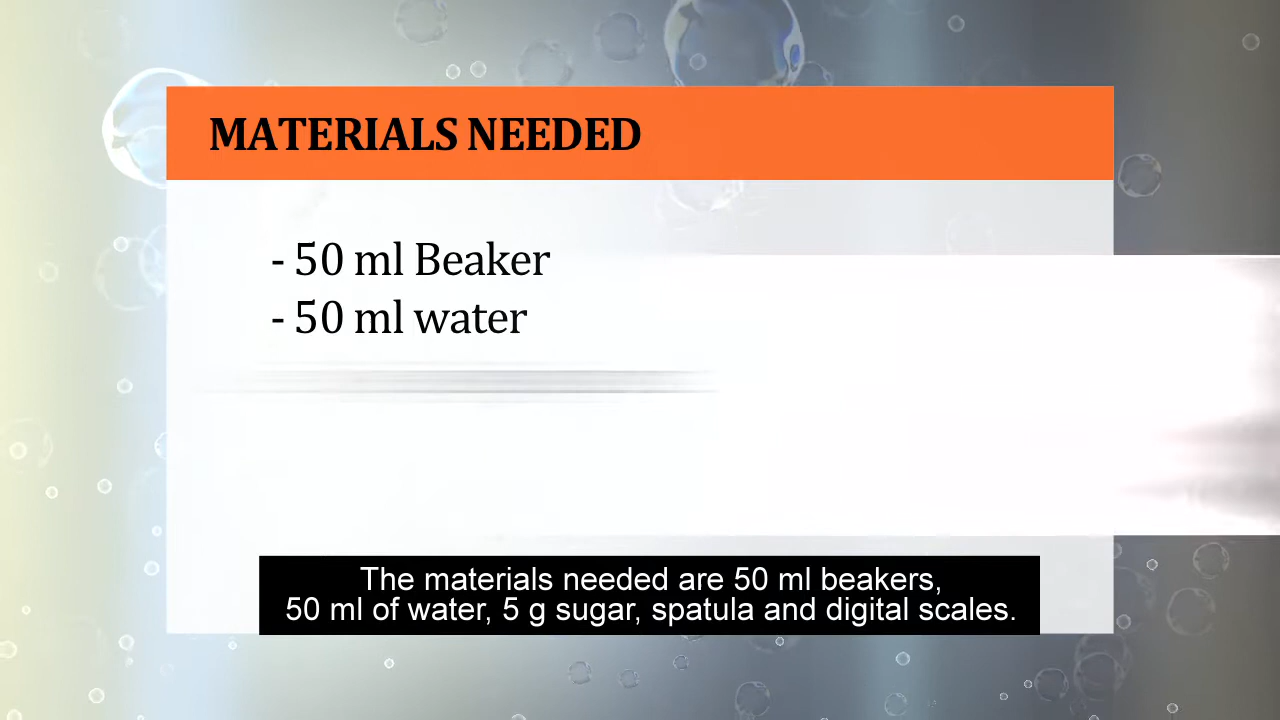 MATERIALS NEEDED
- 50 ml Beaker
- 50 ml water
The materials needed are 50 ml beakers,
50 ml of water, 5 g sugar, spatula and digital scales.